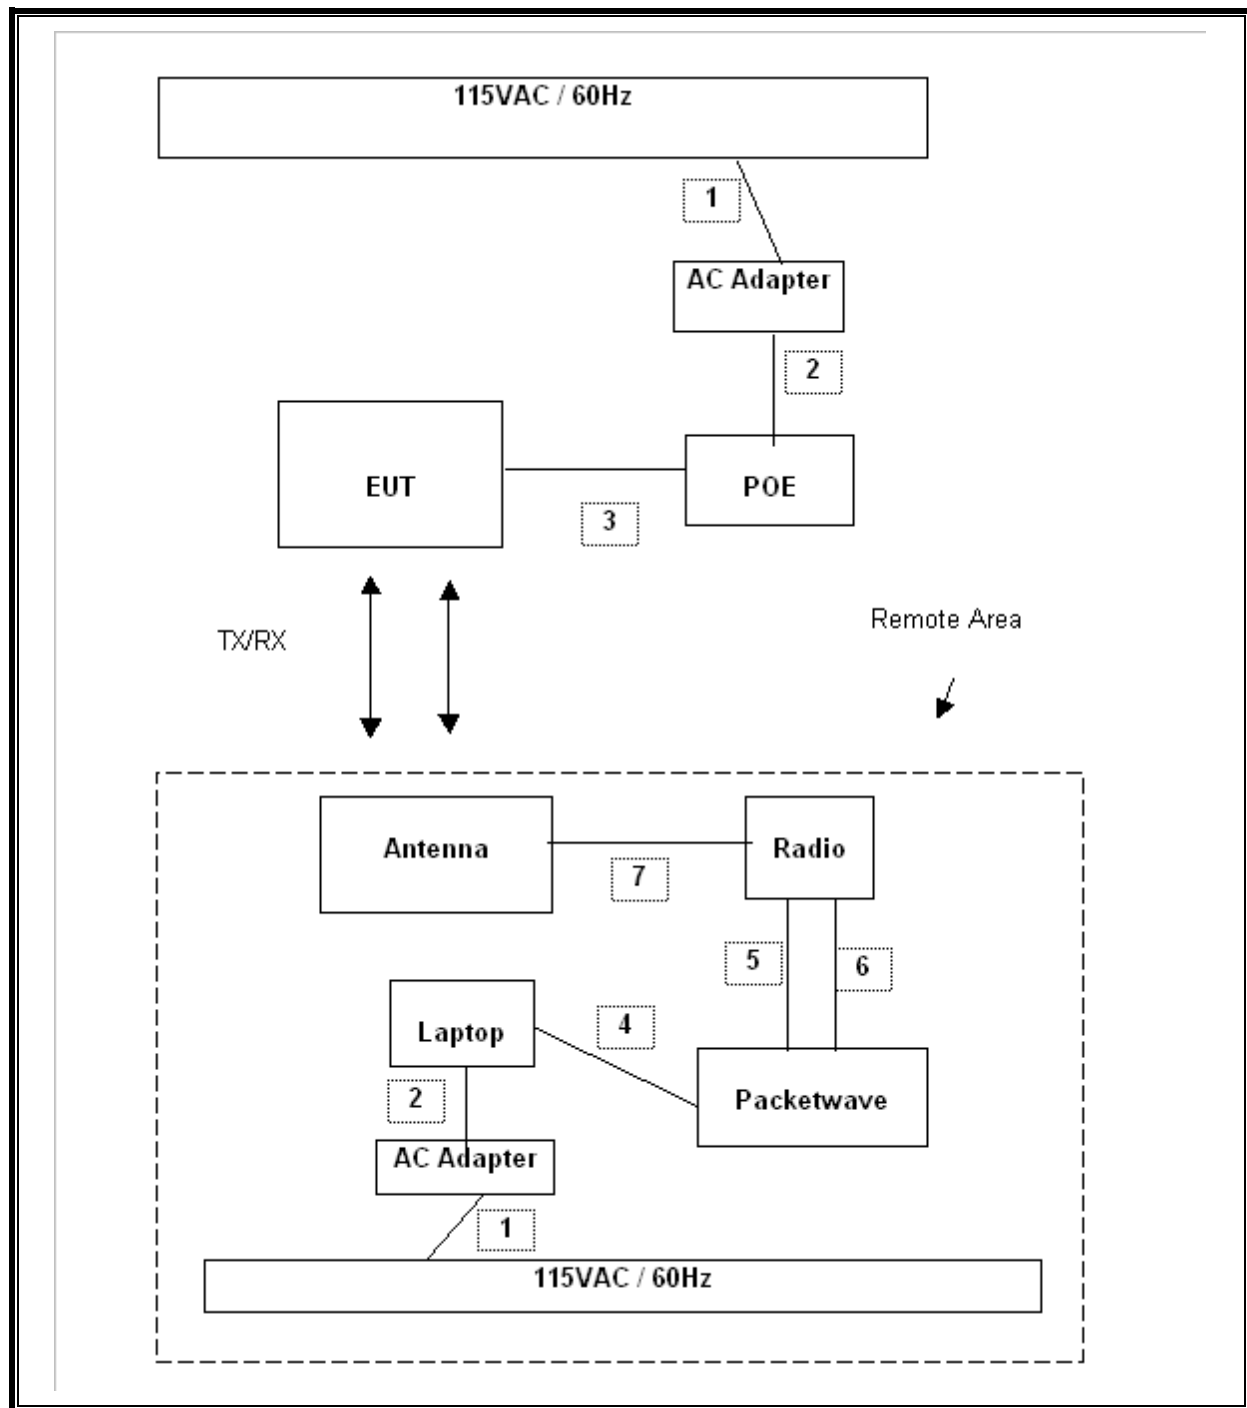 115VAC / 60Hz
1
AC Adapter
2
EUT
POE
3
TX/RX
Remote Area
Antenna
Radio
7
5
6
Laptop
4
2
Packetwave
AC Adapter
1
115VAC / 60Hz